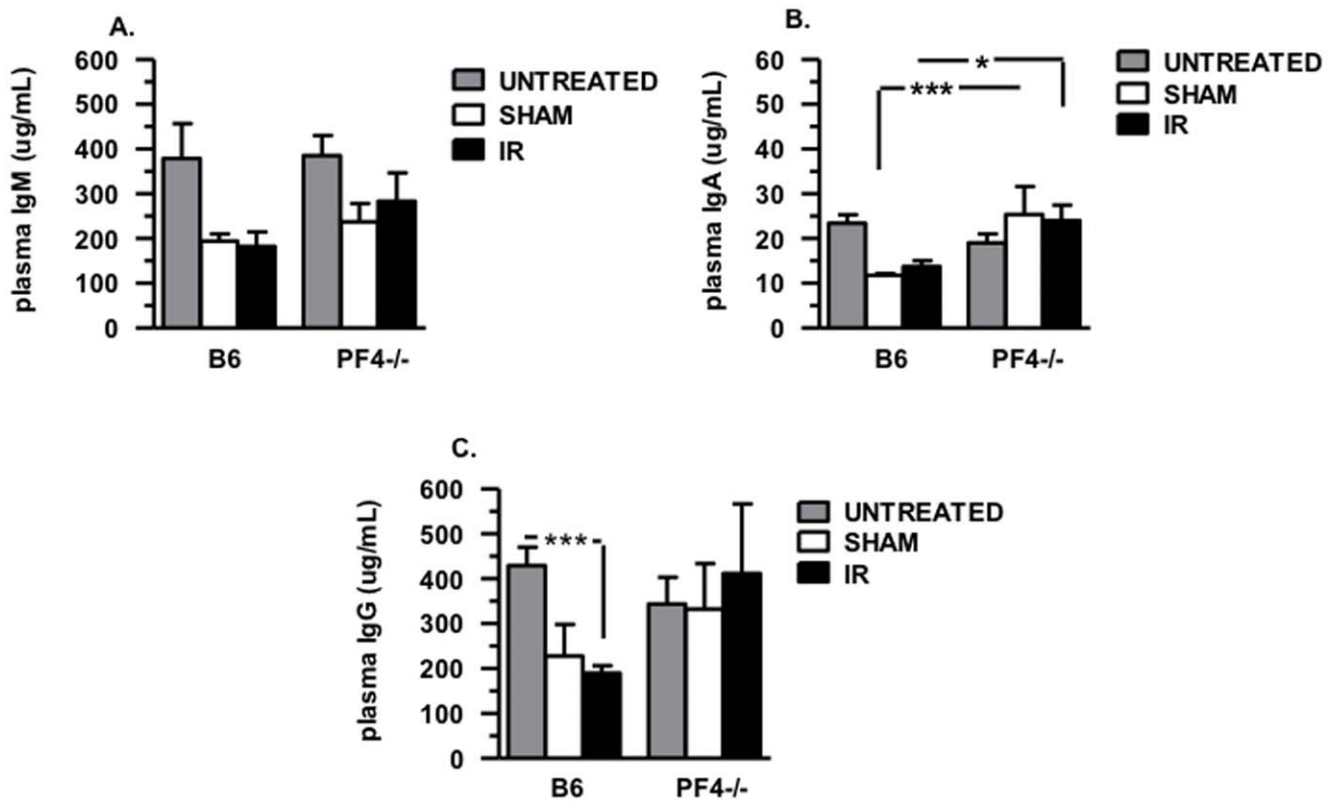 A.
plasma IgM (ug/mL)
600
500
400
300
200
100
0
B6
PF4-/-
UNTREATED
SHAM
IR
B.
plasma IgA (ug/mL)
60
50
40
30
20
10
0
*
***
B6
PF4-/-
UNTREATED
SHAM
IR
C.
plasma IgG (ug/mL)
600
500
400
300
200
100
0
***
B6
PF4-/-
UNTREATED
SHAM
IR